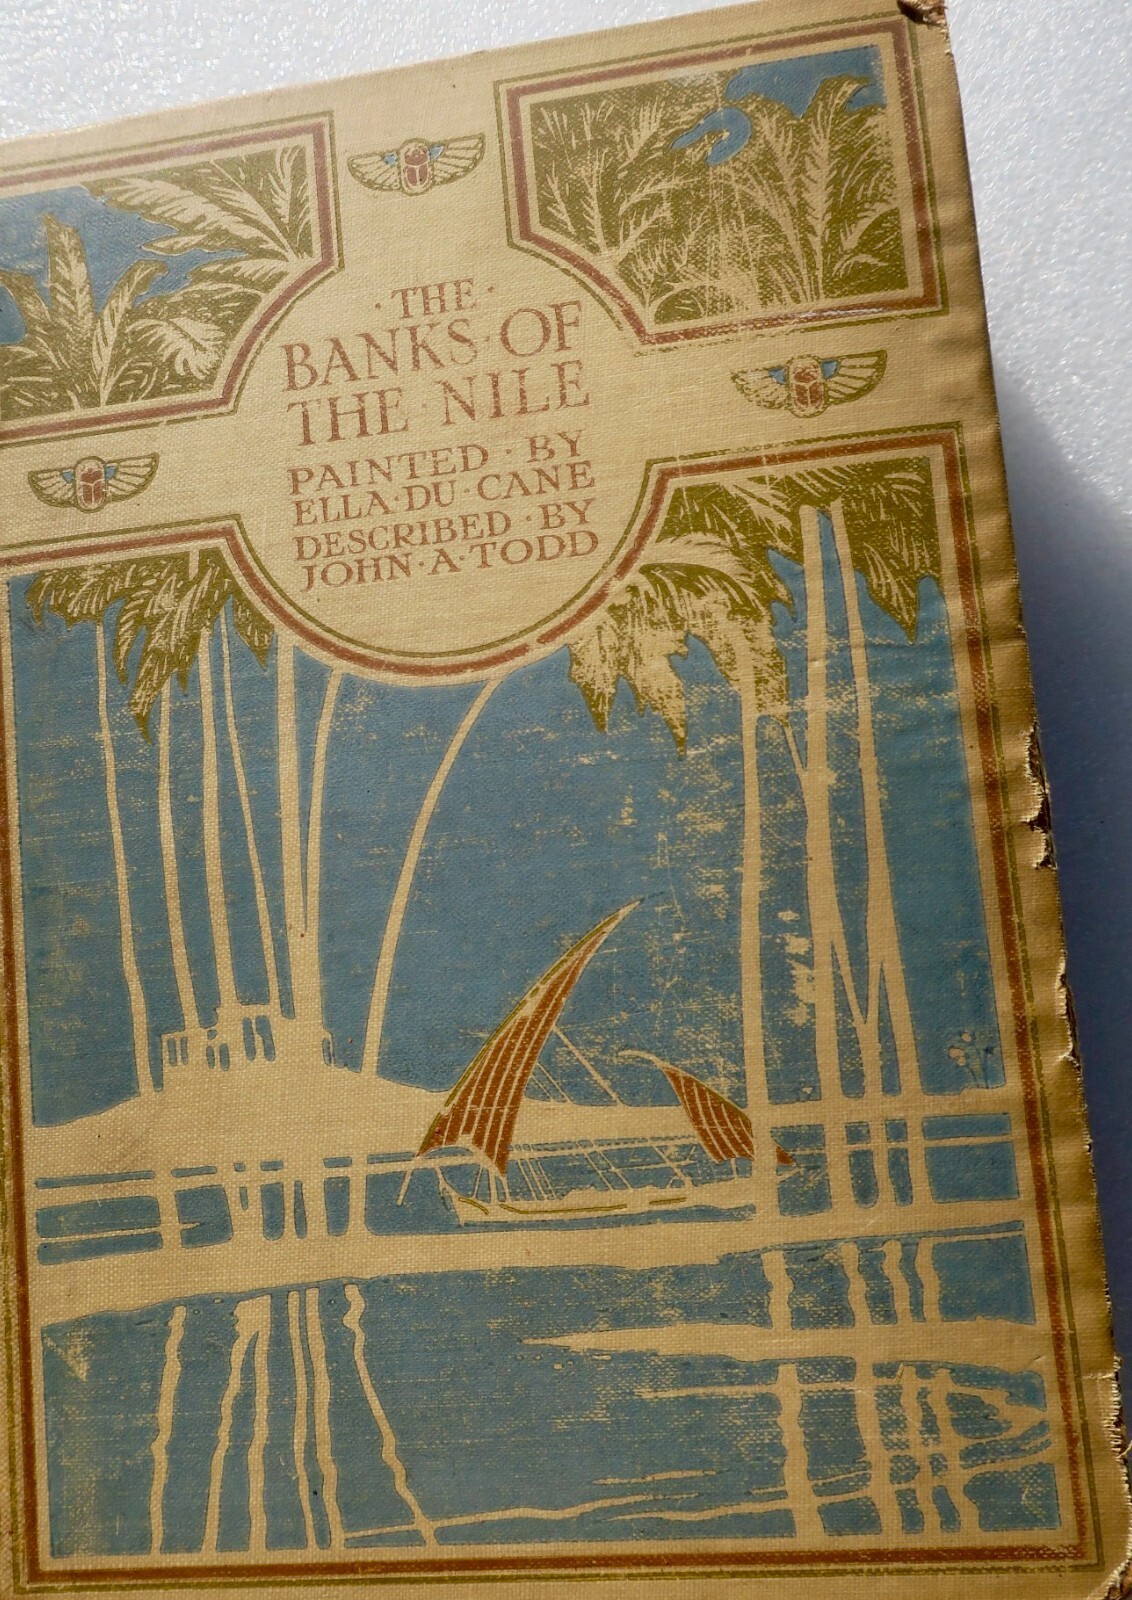 ·THE·
BANKS·OF
THE·NILE
PAINTED·BY
ELLA·DU·CANE
DESCRIBED·BY
JOHN·A·TODD